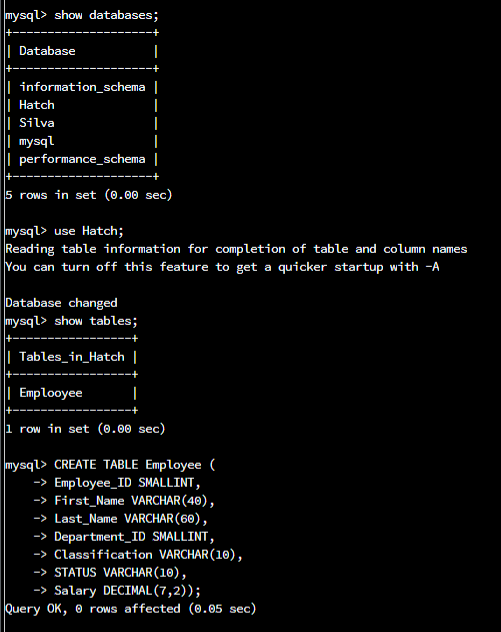 mysql> show databases;
+--------------------+
| Database           |
+--------------------+
| information_schema |
| Hatch              |
| Silva              |
| mysql              |
| performance_schema |
+--------------------+
5 rows in set (0.00 sec)
mysql> use Hatch;
Reading table information for completion of table and column names
You can turn off this feature to get a quicker startup with -A
Database changed
mysql> show tables;
+-----------------+
| Tables_in_Hatch |
+-----------------+
| Emplooyee       |
+-----------------+
1 row in set (0.00 sec)
mysql> CREATE TABLE Employee (
    -> Employee_ID SMALLINT,
    -> First_Name VARCHAR(40),
    -> Last_Name VARCHAR(60),
    -> Department_ID SMALLINT,
    -> Classification VARCHAR(10),
    -> STATUS VARCHAR(10),
    -> Salary DECIMAL(7,2));
Query OK, 0 rows affected (0.05 sec)